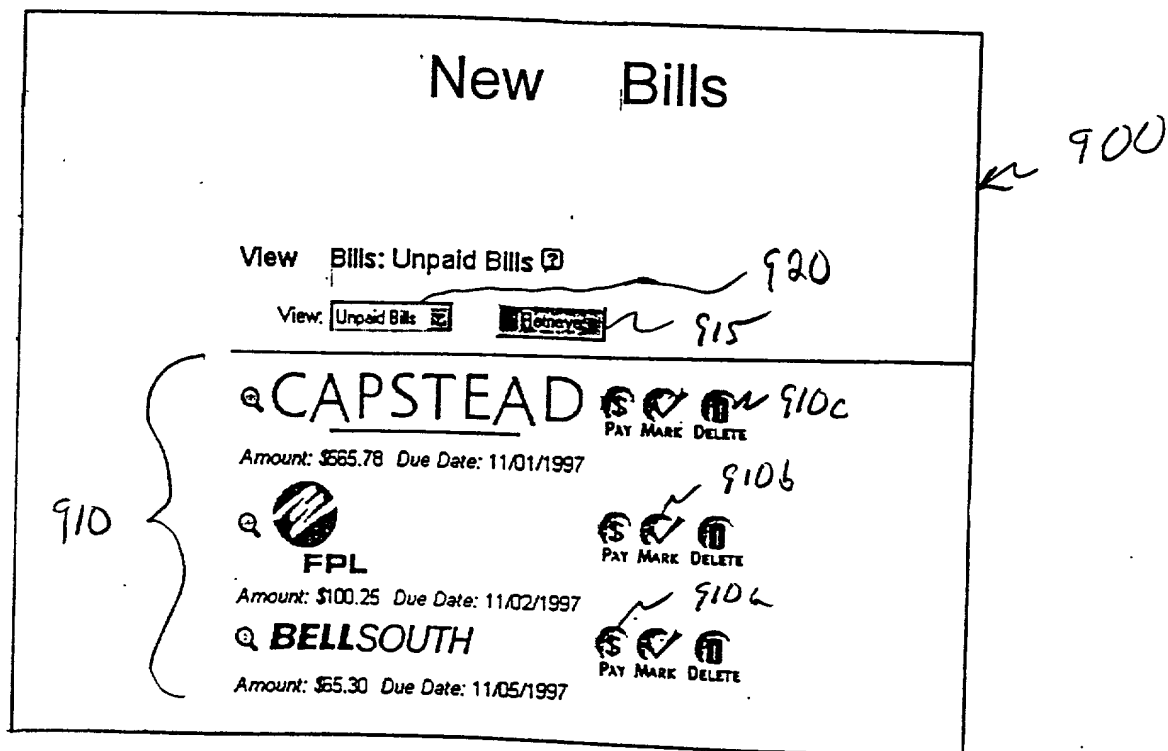 New Bills
900
View Bills: Unpaid Bills ?
920
View: Unpaid Bills Retrieve
915
CAPSTEAD
PAY MARK DELETE
910c
Amount: $565.78 Due Date: 11/01/1997
910b
910
FPL
PAY MARK DELETE
Amount: $100.25 Due Date: 11/02/1997
910a
BELLSOUTH
PAY MARK DELETE
Amount: $65.30 Due Date: 11/05/1997